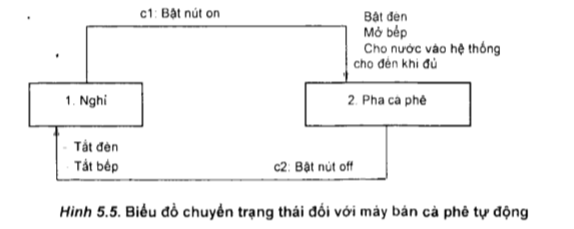 c1: Bật nút on
Bật đèn
Mở bếp
Cho nước vào hệ thống
cho đến khi đủ
1. Nghỉ
2. Pha cà phê
- Tắt đèn
- Tắt bếp
c2: Bật nút off
Hình 5.5. Biểu đồ chuyển trạng thái đối với máy bán cà phê tự động